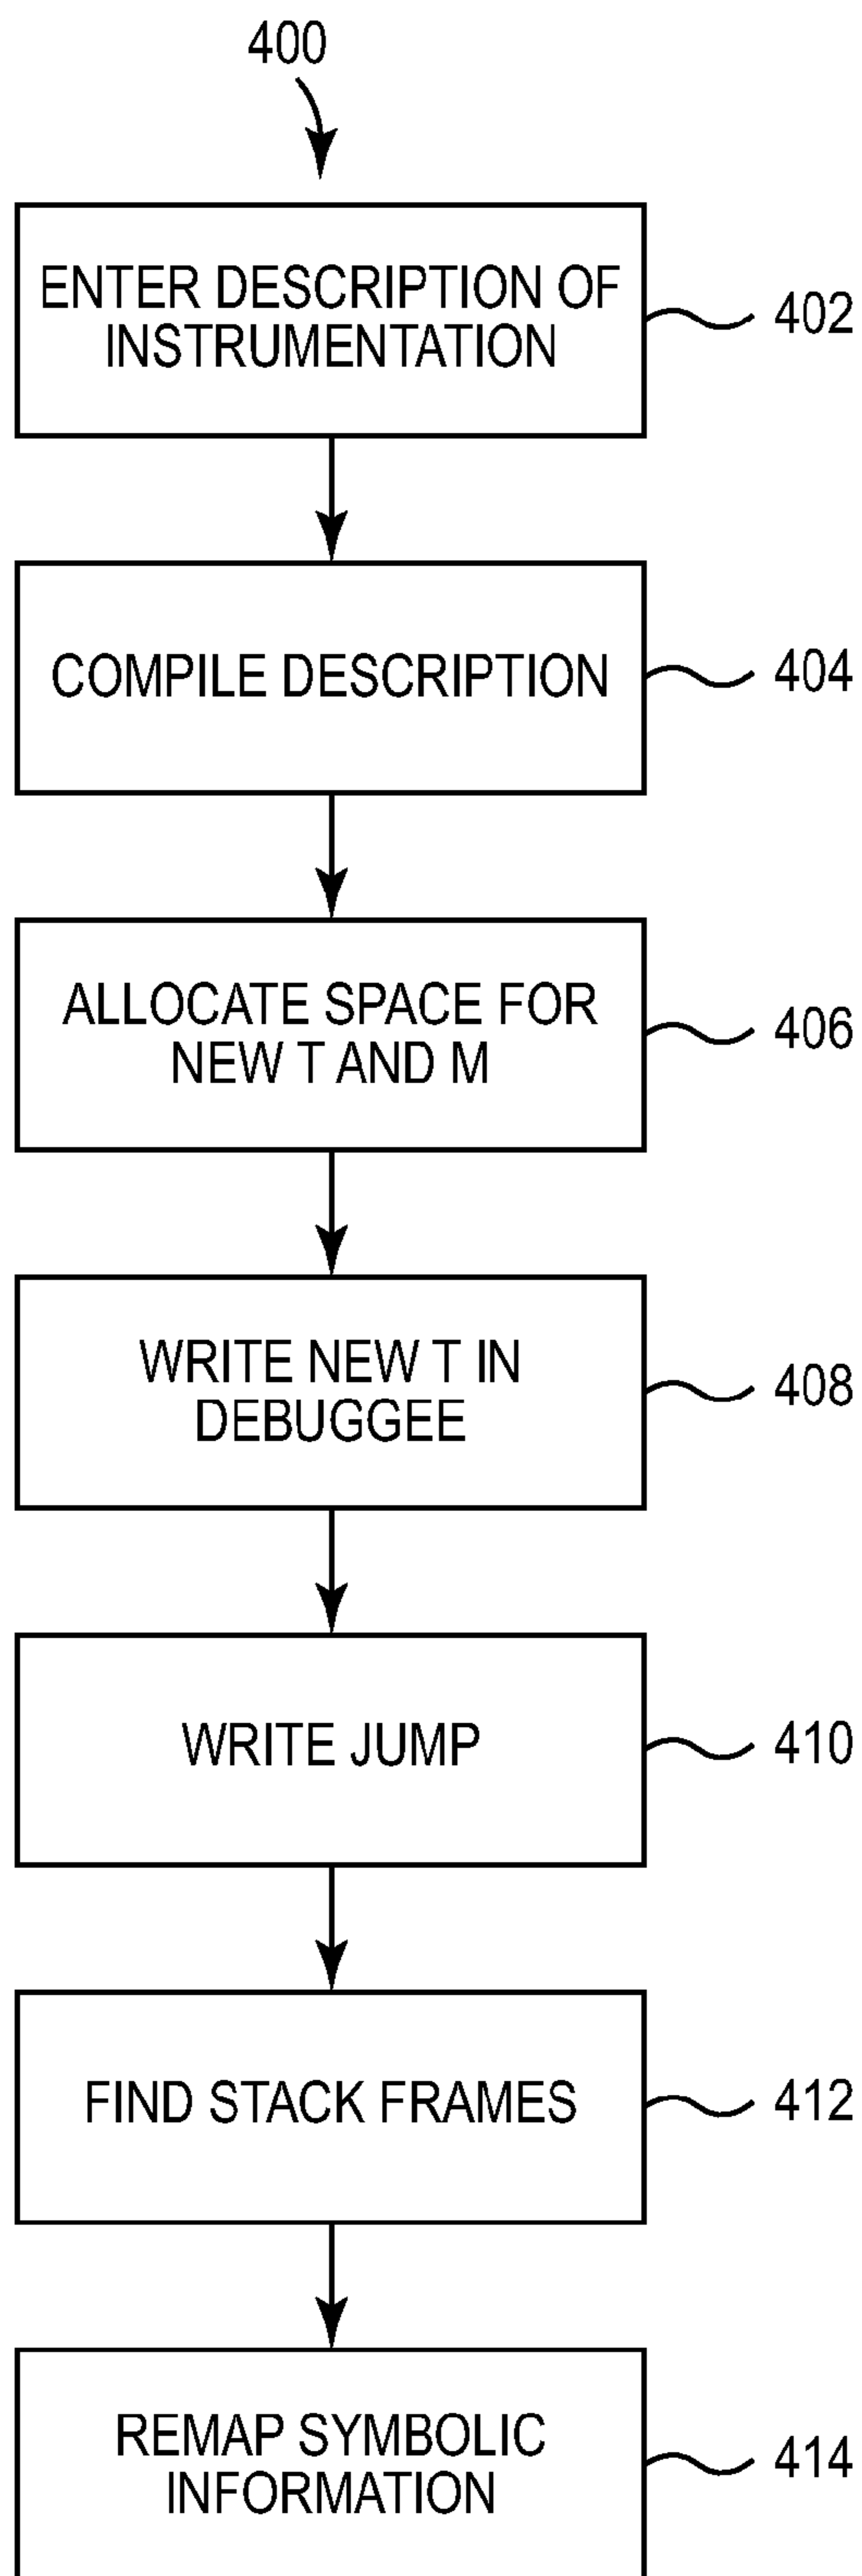 400
ENTER DESCRIPTION OF
INSTRUMENTATION
402
COMPILE DESCRIPTION
404
ALLOCATE SPACE FOR
NEW T AND M
406
WRITE NEW T IN
DEBUGGEE
408
WRITE JUMP
410
FIND STACK FRAMES
412
REMAP SYMBOLIC
INFORMATION
414